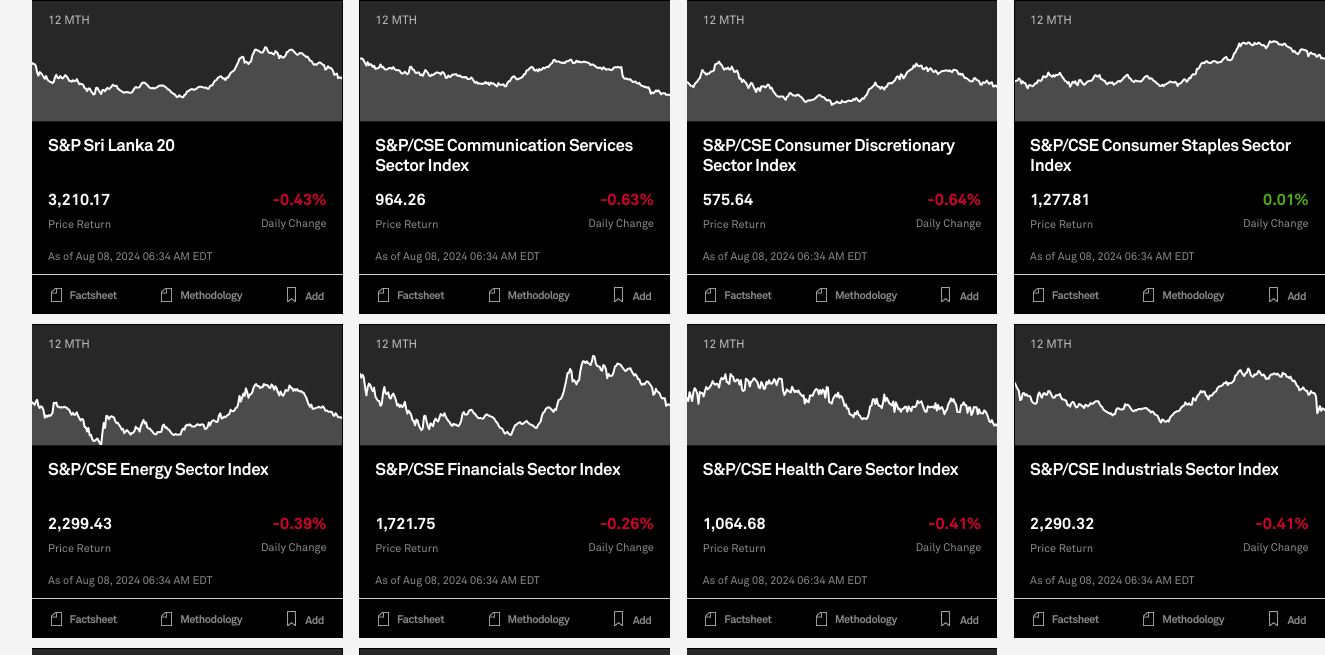 12 MTH
S&P Sri Lanka 20
3,210.17 -0.43%
Price Return Daily Change
As of Aug 08, 2024 06:34 AM EDT
Factsheet Methodology Add
12 MTH
S&P/CSE Communication Services
Sector Index
964.26 -0.63%
Price Return Daily Change
As of Aug 08, 2024 06:34 AM EDT
Factsheet Methodology Add
12 MTH
S&P/CSE Consumer Discretionary
Sector Index
575.64 -0.64%
Price Return Daily Change
As of Aug 08, 2024 06:34 AM EDT
Factsheet Methodology Add
12 MTH
S&P/CSE Consumer Staples Sector
Index
1,277.81 0.01%
Price Return Daily Change
As of Aug 08, 2024 06:34 AM EDT
Factsheet Methodology Add
12 MTH
S&P/CSE Energy Sector Index
2,299.43 -0.39%
Price Return Daily Change
As of Aug 08, 2024 06:34 AM EDT
Factsheet Methodology Add
12 MTH
S&P/CSE Financials Sector Index
1,721.75 -0.26%
Price Return Daily Change
As of Aug 08, 2024 06:34 AM EDT
Factsheet Methodology Add
12 MTH
S&P/CSE Health Care Sector Index
1,064.68 -0.41%
Price Return Daily Change
As of Aug 08, 2024 06:34 AM EDT
Factsheet Methodology Add
12 MTH
S&P/CSE Industrials Sector Index
2,290.32 -0.41%
Price Return Daily Change
As of Aug 08, 2024 06:34 AM EDT
Factsheet Methodology Add